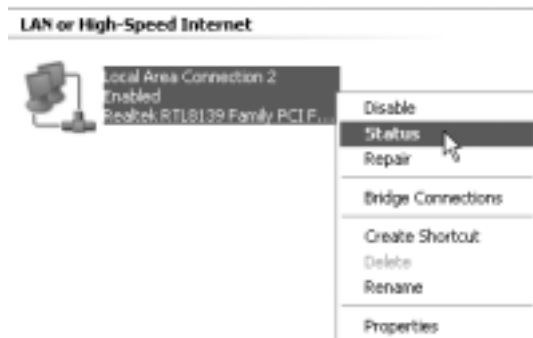 LAN or High-Speed Internet
Local Area Connection 2
Enabled
Realtek RTL8139 Family PCI F...
Disable
Status
Repair
Bridge Connections
Create Shortcut
Delete
Rename
Properties